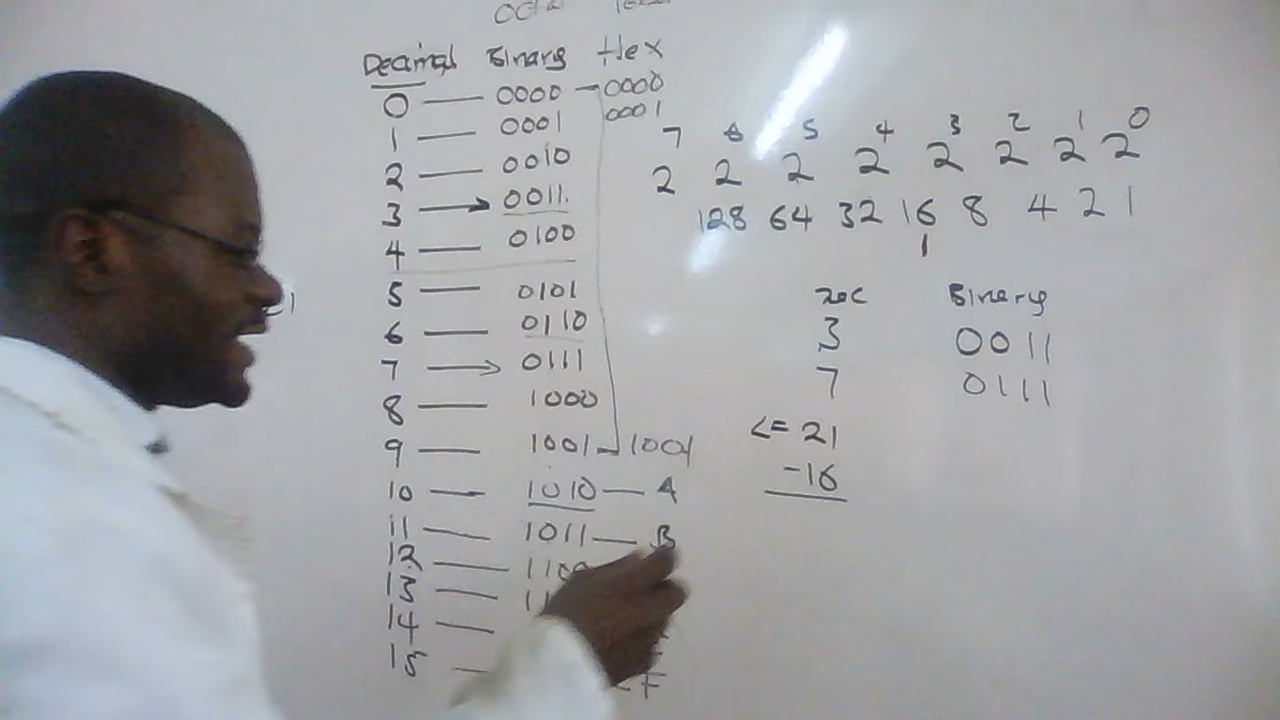 Decimal Binary Hex
0 — 0000 — 0000
1 — 0001 0001
2 — 0010
3 → 0011.
4 — 0100
5 — 0101
6 — 0110
7 → 0111
8 — 1000
9 — 1001 — 1001
10 — 1010 — A
11 — 1011 — B
12 — 110
13 — 1
14 —
15 — F
7 6 5 4 3 2 1 0
2 2 2 2 2 2 2 2
128 64 32 16 8 4 2 1
1
Binary
3 0011
7 0111
<= 21
-16